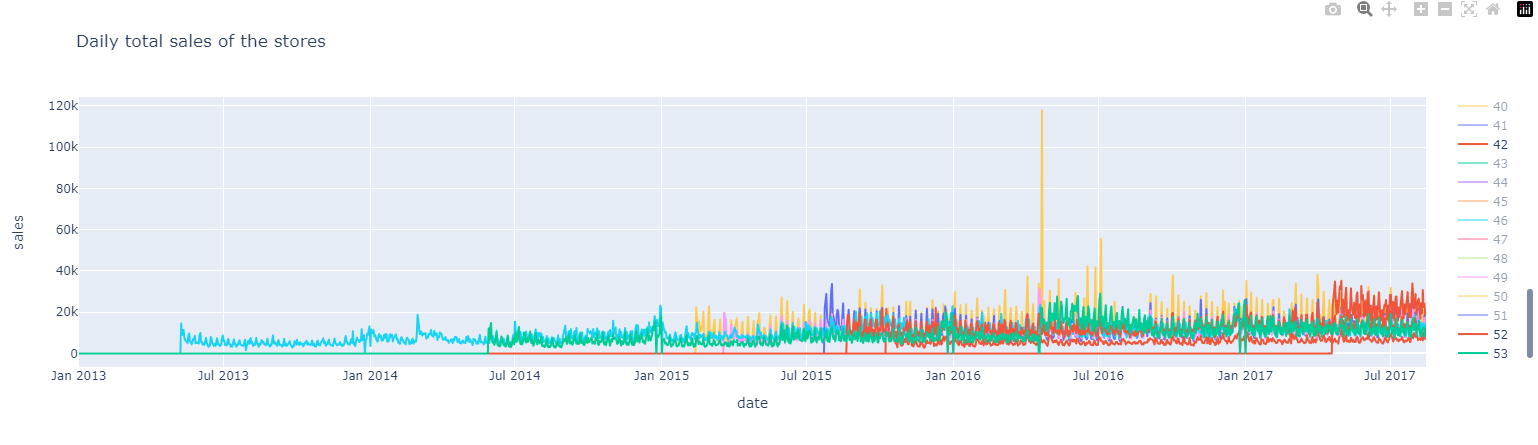 Daily total sales of the stores
120k
100k
80k
60k
40k
20k
0
sales
Jan 2013 Jul 2013 Jan 2014 Jul 2014 Jan 2015 Jul 2015 Jan 2016 Jul 2016 Jan 2017 Jul 2017
date
40
41
42
43
44
45
46
47
48
49
50
51
52
53